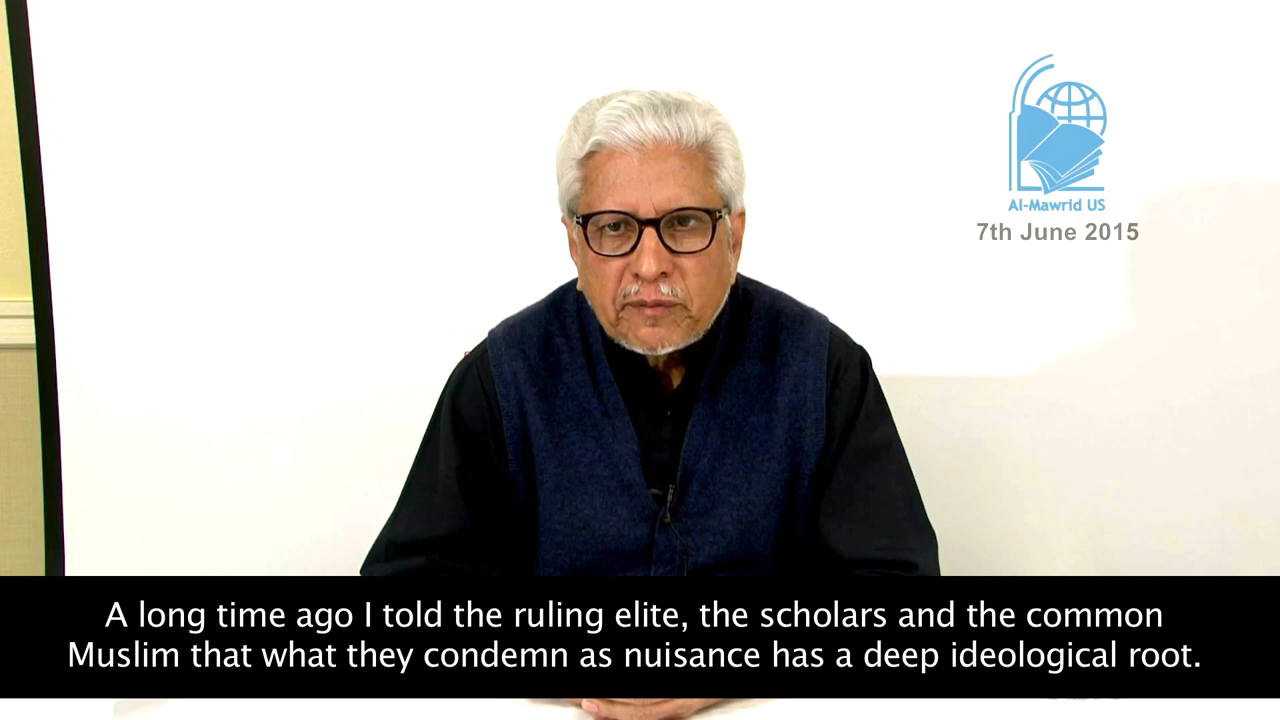 Al-Mawrid US
7th June 2015
A long time ago I told the ruling elite, the scholars and the common
Muslim that what they condemn as nuisance has a deep ideological root.